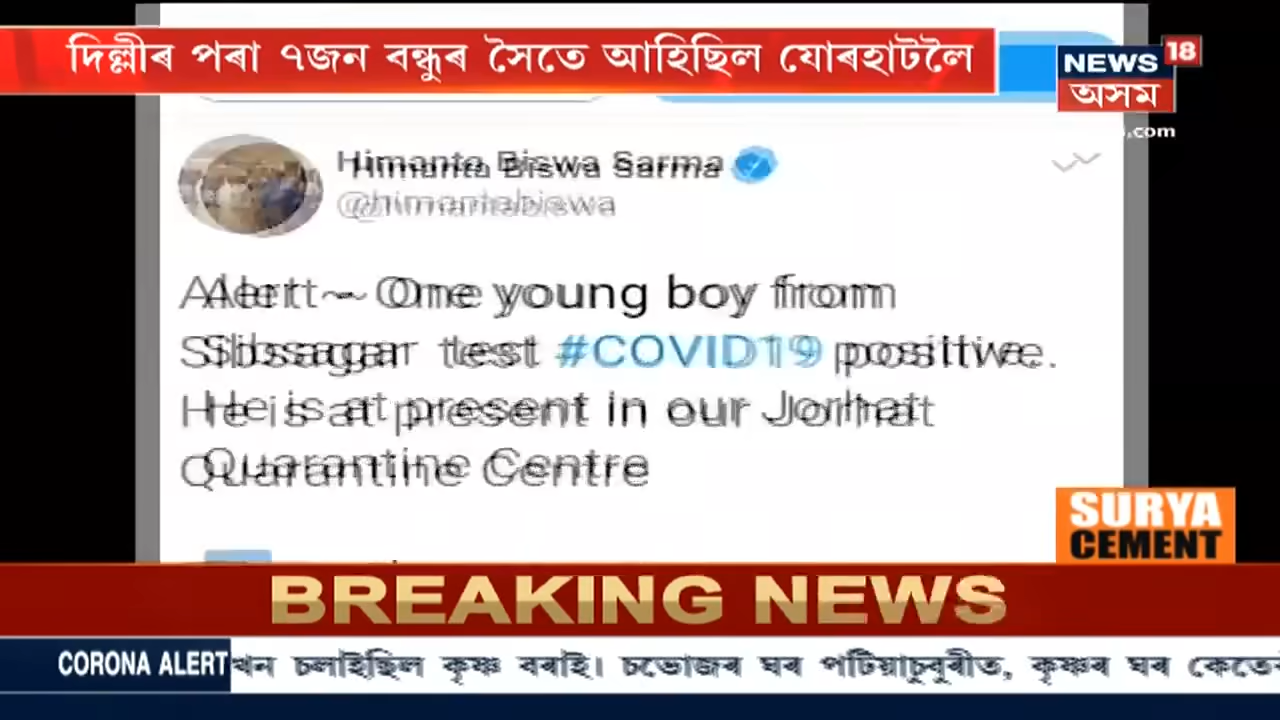 দিল্লীৰ পৰা ৭জন বন্ধুৰ সৈতে আহিছিল যোৰহাটলৈ
NEWS 18
অসম
.com
Himanta Biswa Sarma
@himantabiswa
Alert ~ One young boy from
Sibsagar test #COVID19 positive.
He is at present in our Jorhat
Quarantine Centre
SURYA
CEMENT
BREAKING NEWS
CORONA ALERT
খন চলাইছিল কৃষ্ণ বৰাই। চভোজৰ ঘৰ পটিয়াচুবুৰীত, কৃষ্ণৰ ঘৰ